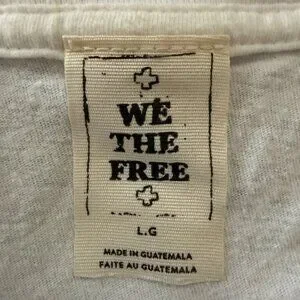 WE
THE
FREE
L.G
MADE IN GUATEMALA
FAITE AU GUATEMALA